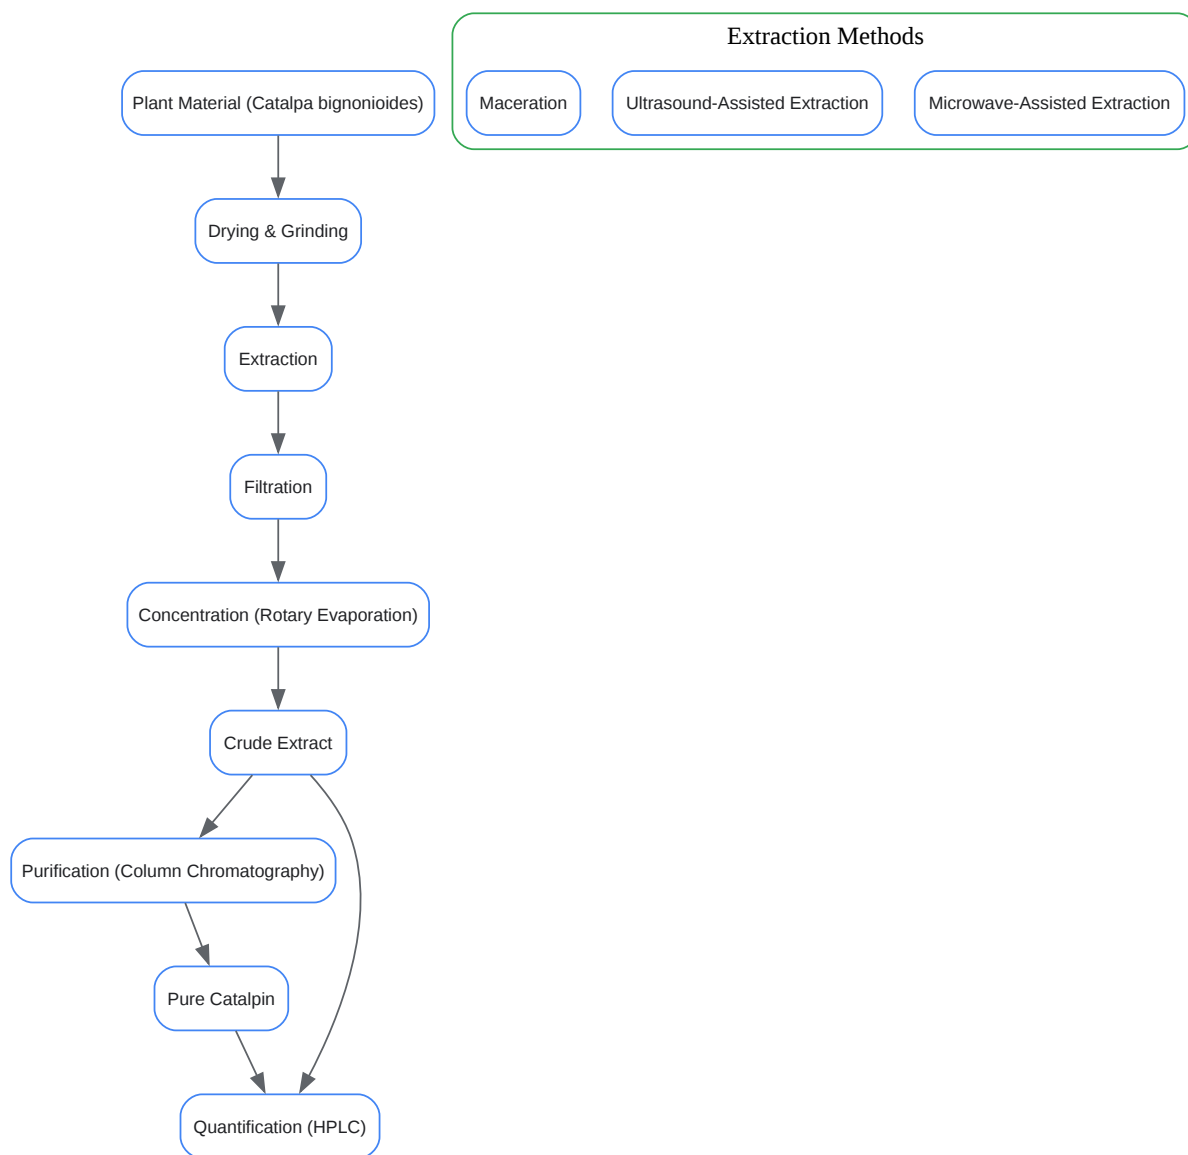 Extraction Methods
Plant Material (Catalpa bignonioides)
Maceration
Ultrasound-Assisted Extraction
Microwave-Assisted Extraction
Drying & Grinding
Extraction
Filtration
Concentration (Rotary Evaporation)
Crude Extract
Purification (Column Chromatography)
Pure Catalpin
Quantification (HPLC)